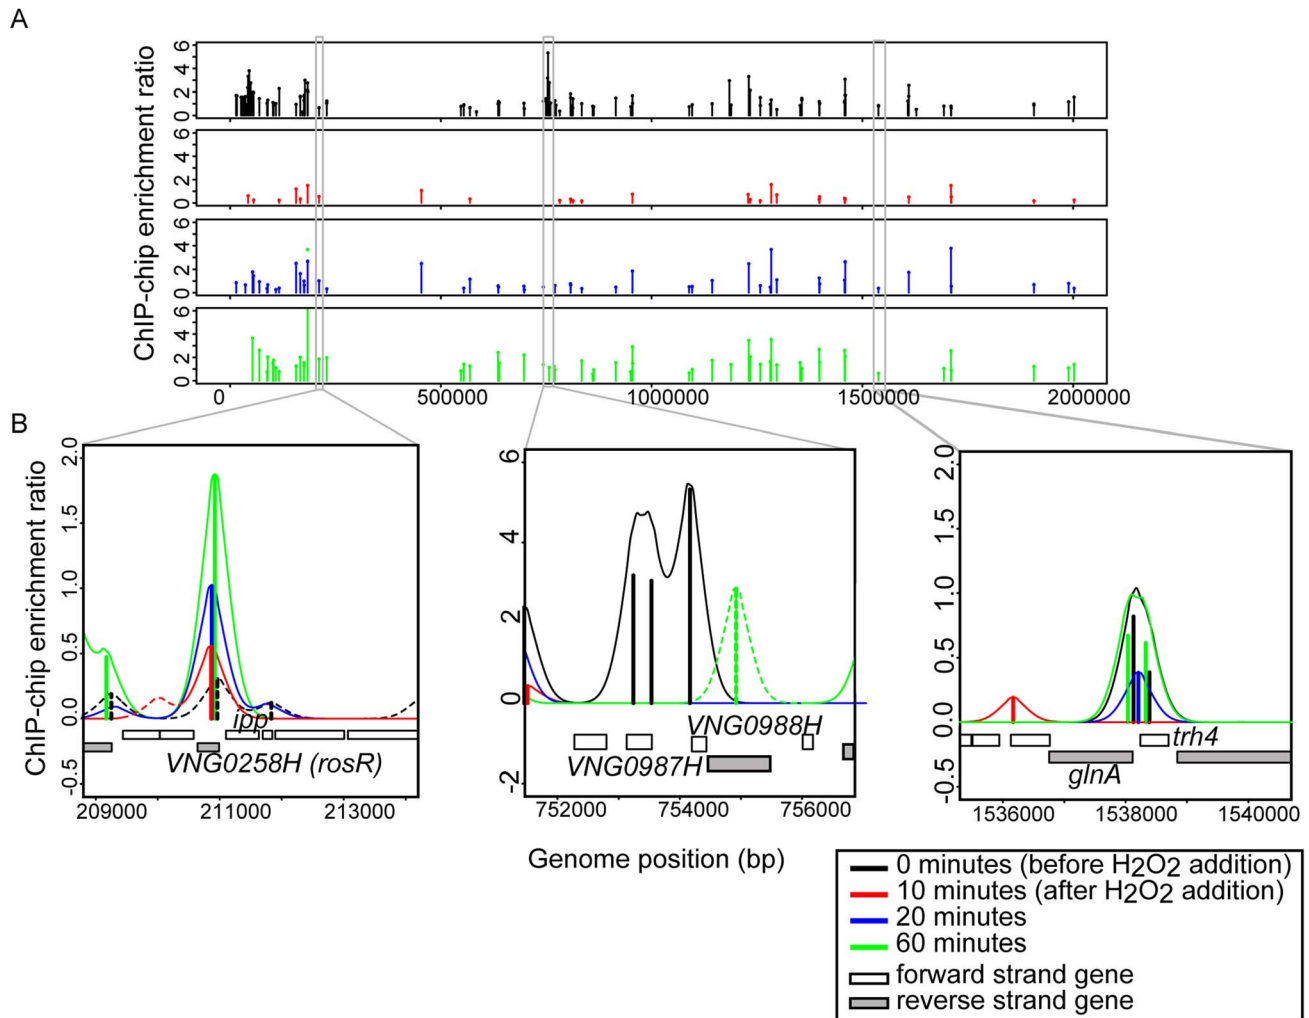 A
ChIP-chip enrichment ratio
0 2 4 6
0 2 4 6
0 2 4 6
0 2 4 6
0 500000 1000000 1500000 2000000
B
ChIP-chip enrichment ratio
-0.5 0.0 0.5 1.0 1.5 2.0
ipp
VNG0258H (rosR)
209000 211000 213000
-2 0 2 4 6
VNG0988H
VNG0987H
752000 754000 756000
-0.5 0.0 0.5 1.0 1.5 2.0
trh4
glnA
1536000 1538000 1540000
Genome position (bp)
0 minutes (before H2O2 addition)
10 minutes (after H2O2 addition)
20 minutes
60 minutes
forward strand gene
reverse strand gene